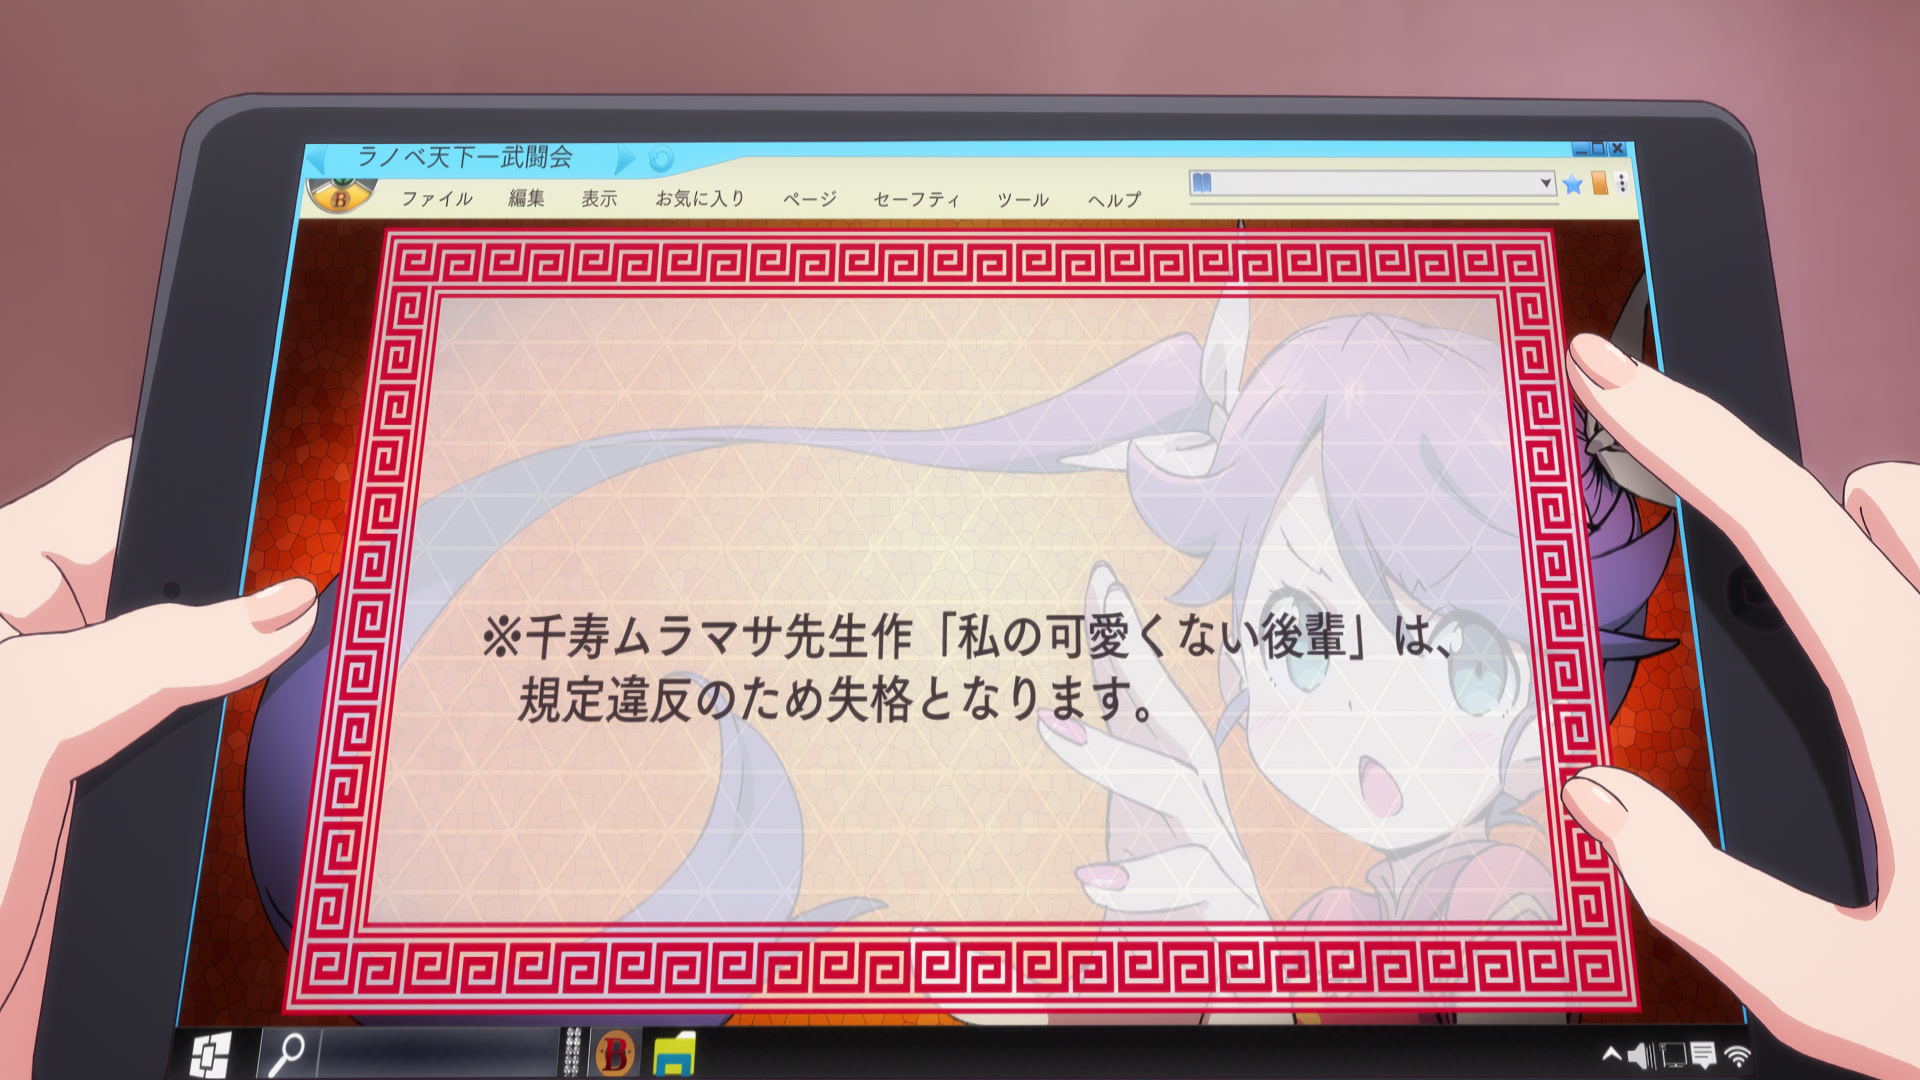 ラノベ天下一武闘会
ファイル 編集 表示 お気に入り ページ セーフティ ツール ヘルプ
B
※千寿ムラマサ先生作「私の可愛くない後輩」は、
規定違反のため失格となります。
B